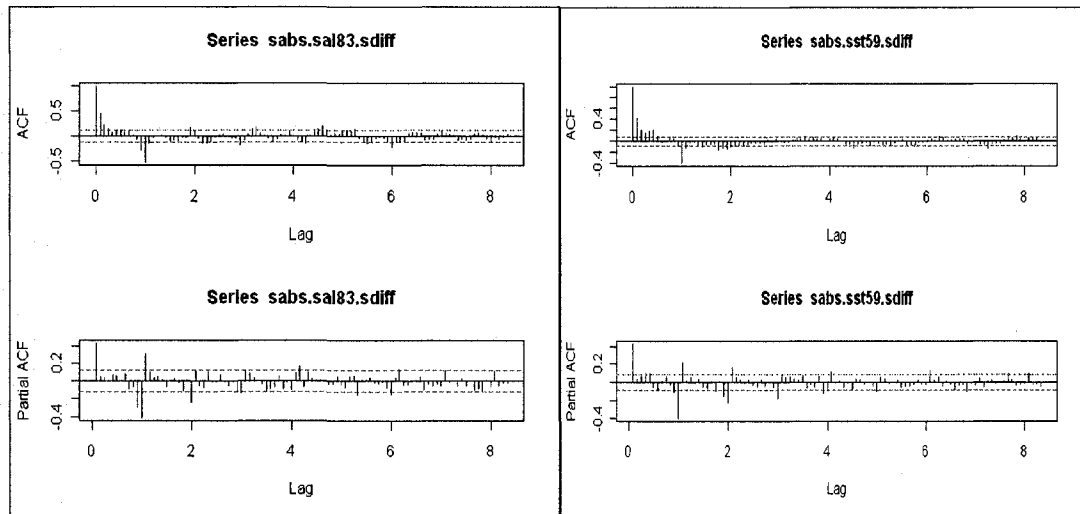 Series sabs.sal83.sdiff
ACF
0.5
-0.5
0 2 4 6 8
Lag
Series sabs.sal83.sdiff
Partial ACF
0.2
-0.4
0 2 4 6 8
Lag
Series sabs.sst59.sdiff
ACF
0.4
-0.4
0 2 4 6 8
Lag
Series sabs.sst59.sdiff
Partial ACF
0.2
-0.4
0 2 4 6 8
Lag